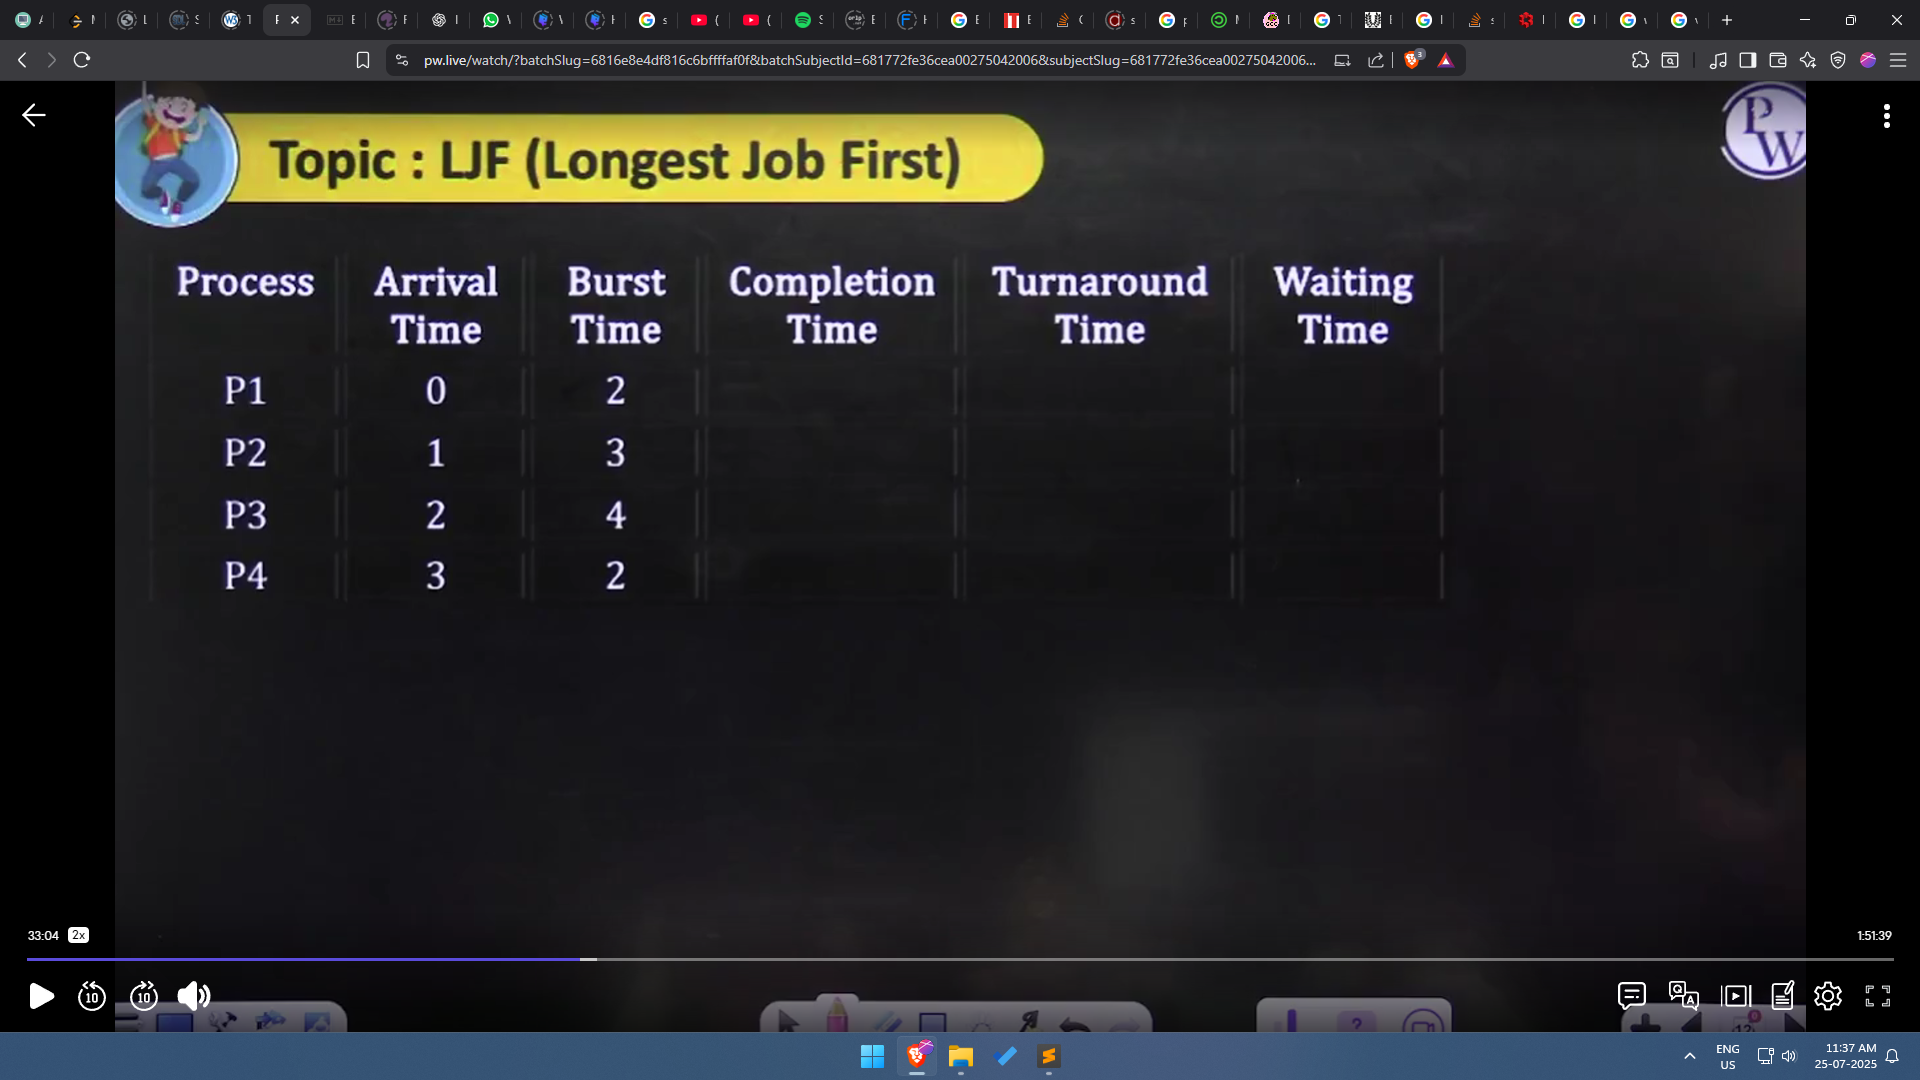 pw.live/watch/?batchSlug=6816e8e4df816c6bffffaf0f&batchSubjectId=681772fe36cea00275042006&subjectSlug=681772fe36cea00275042006...
3
Topic : LJF (Longest Job First)
PW
Process Arrival Time Burst Time Completion Time Turnaround Time Waiting Time
P1 0 2
P2 1 3
P3 2 4
P4 3 2
33:04 2x 1:51:39
10 10
Q A
ENG 11:37 AM
US 25-07-2025